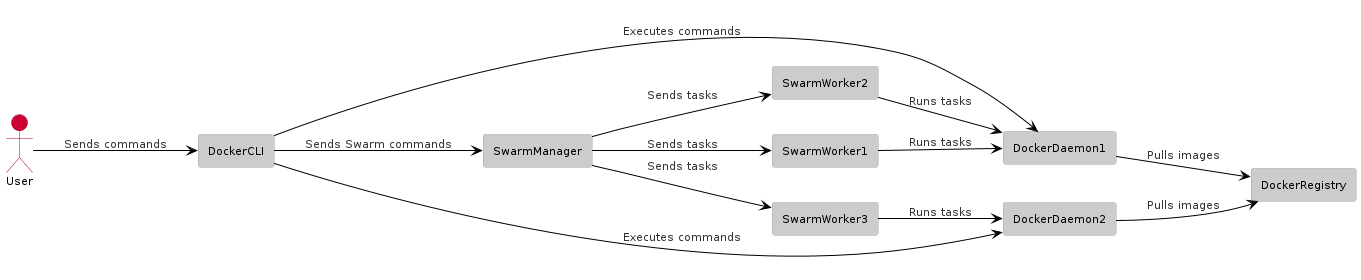 Executes commands
SwarmWorker2
Sends tasks
Runs tasks
Sends commands
DockerCLI
Sends Swarm commands
SwarmManager
Sends tasks
SwarmWorker1
Runs tasks
DockerDaemon1
Pulls images
Sends tasks
User
DockerRegistry
SwarmWorker3
Runs tasks
DockerDaemon2
Pulls images
Executes commands